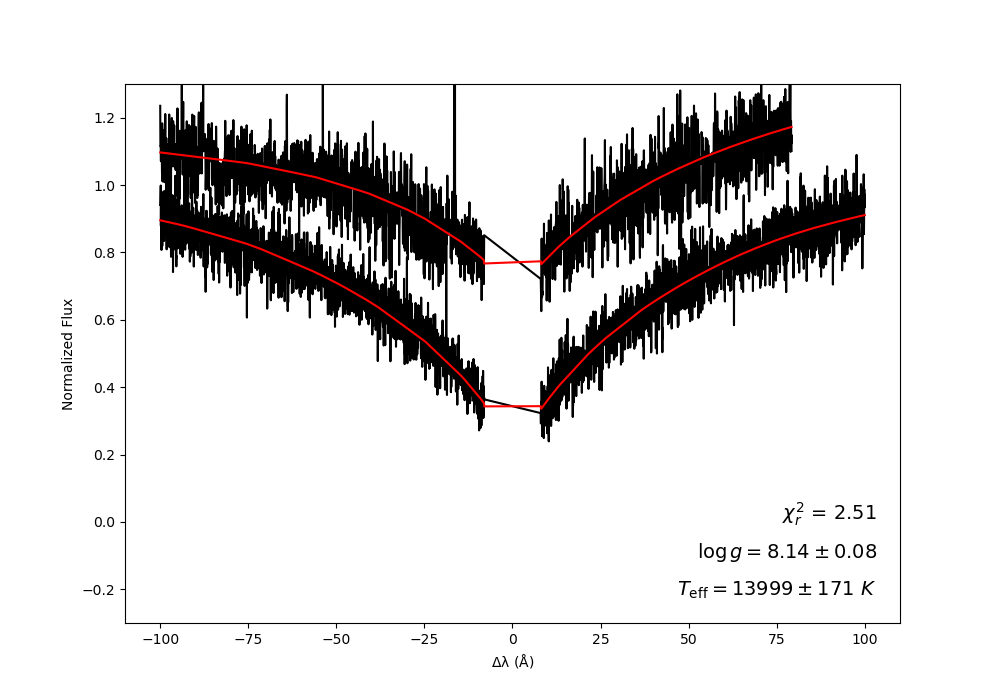 1.2
1.0
0.8
0.6
0.4
0.2
0.0
−0.2
Normalized Flux
χ²ᵣ = 2.51
log g = 8.14 ± 0.08
T_eff = 13999 ± 171 K
−100 −75 −50 −25 0 25 50 75 100
Δλ (Å)